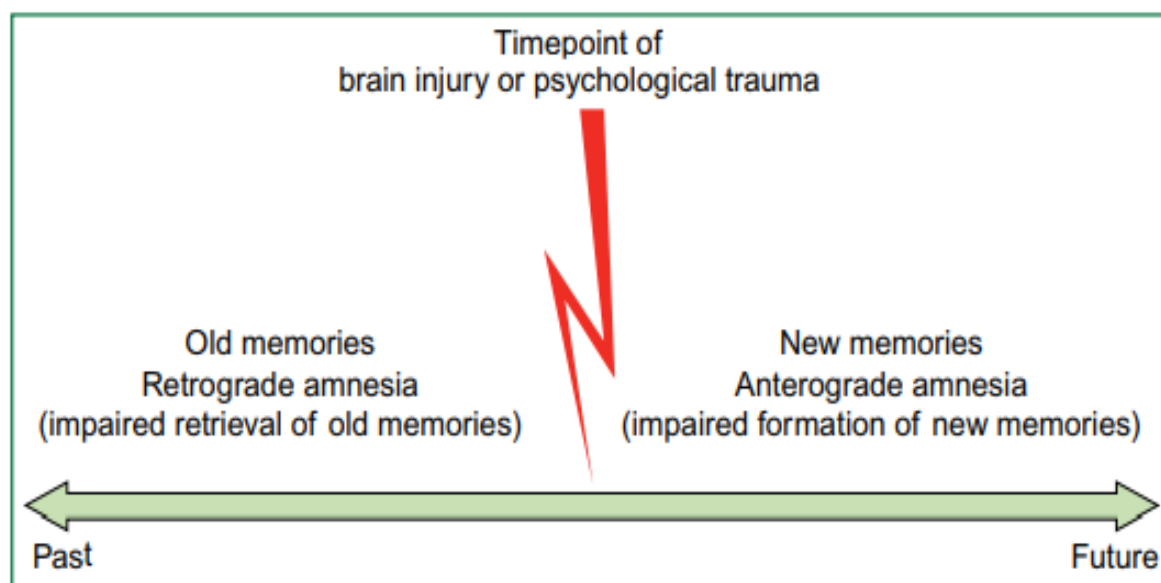 Timepoint of
brain injury or psychological trauma
Old memories
Retrograde amnesia
(impaired retrieval of old memories)
New memories
Anterograde amnesia
(impaired formation of new memories)
Past
Future